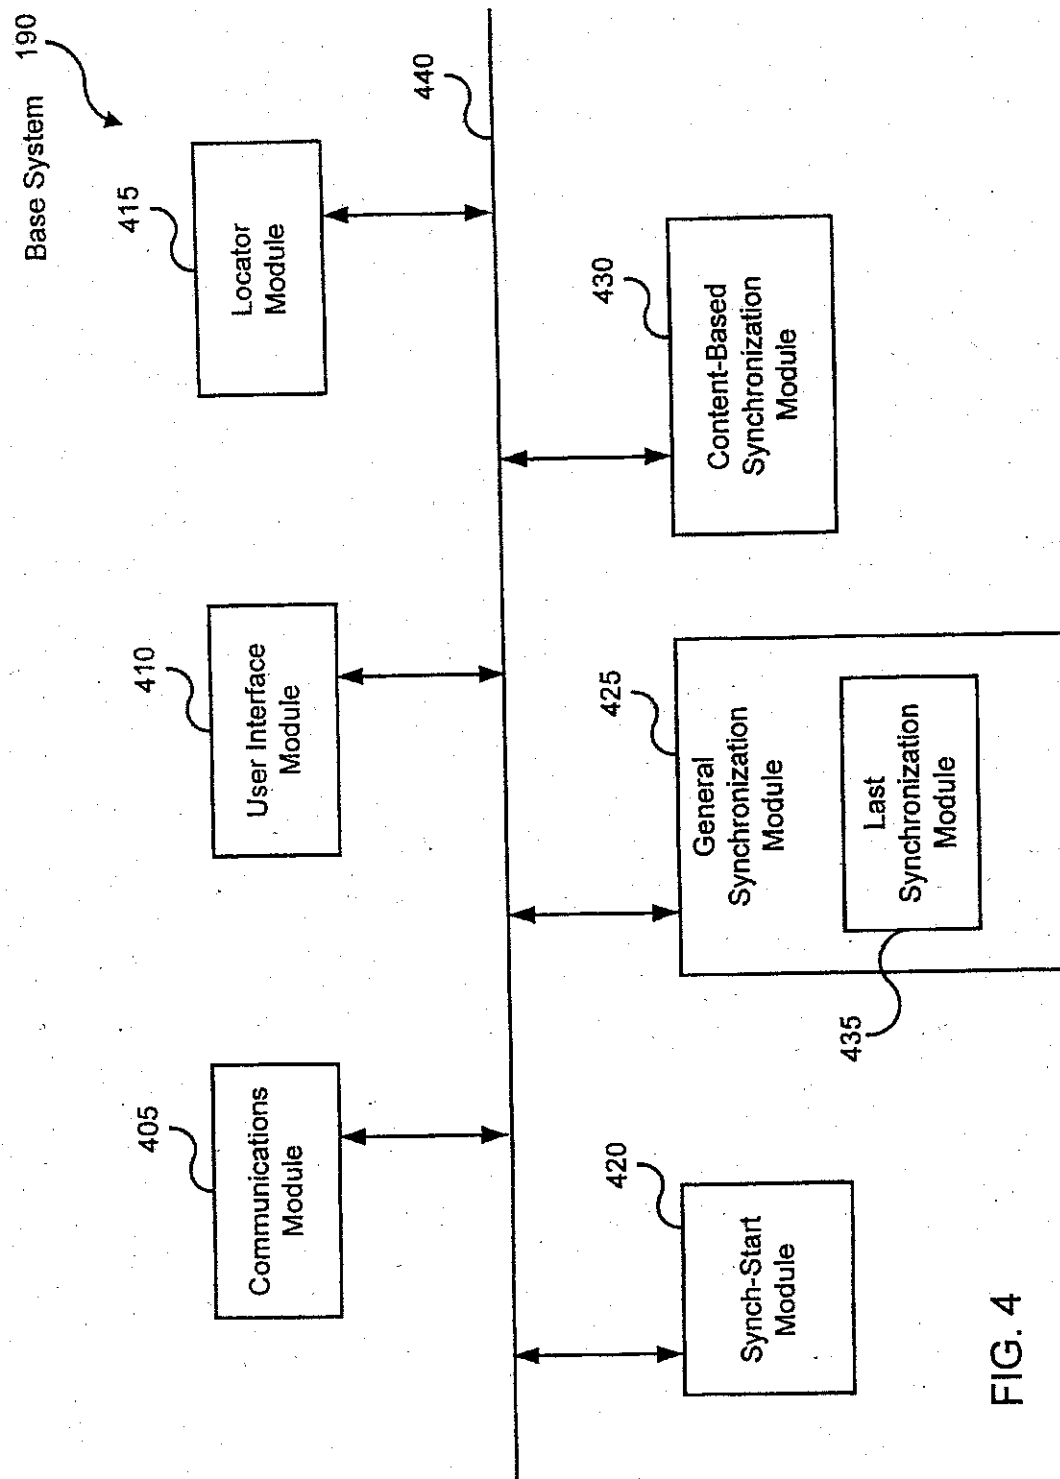 Base System 190
405
Communications
Module
410
User Interface
Module
415
Locator
Module
440
420
Synch-Start
Module
425
General
Synchronization
Module
435
Last
Synchronization
Module
430
Content-Based
Synchronization
Module
FIG. 4